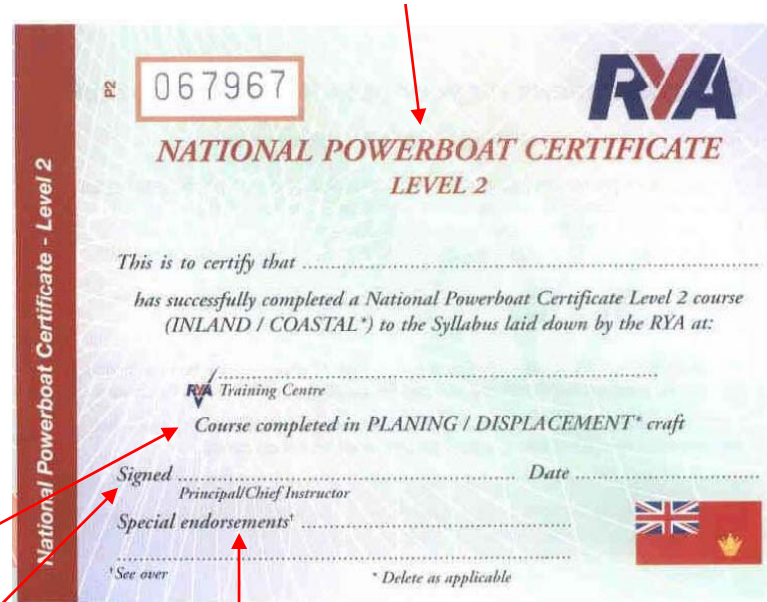 P2 067967 RYA
NATIONAL POWERBOAT CERTIFICATE
LEVEL 2
This is to certify that
has successfully completed a National Powerboat Certificate Level 2 course
(INLAND / COASTAL*) to the Syllabus laid down by the RYA at:
RYA Training Centre
Course completed in PLANING / DISPLACEMENT* craft
Signed Date
Principal/Chief Instructor
Special endorsements†
†See over * Delete as applicable
National Powerboat Certificate - Level 2